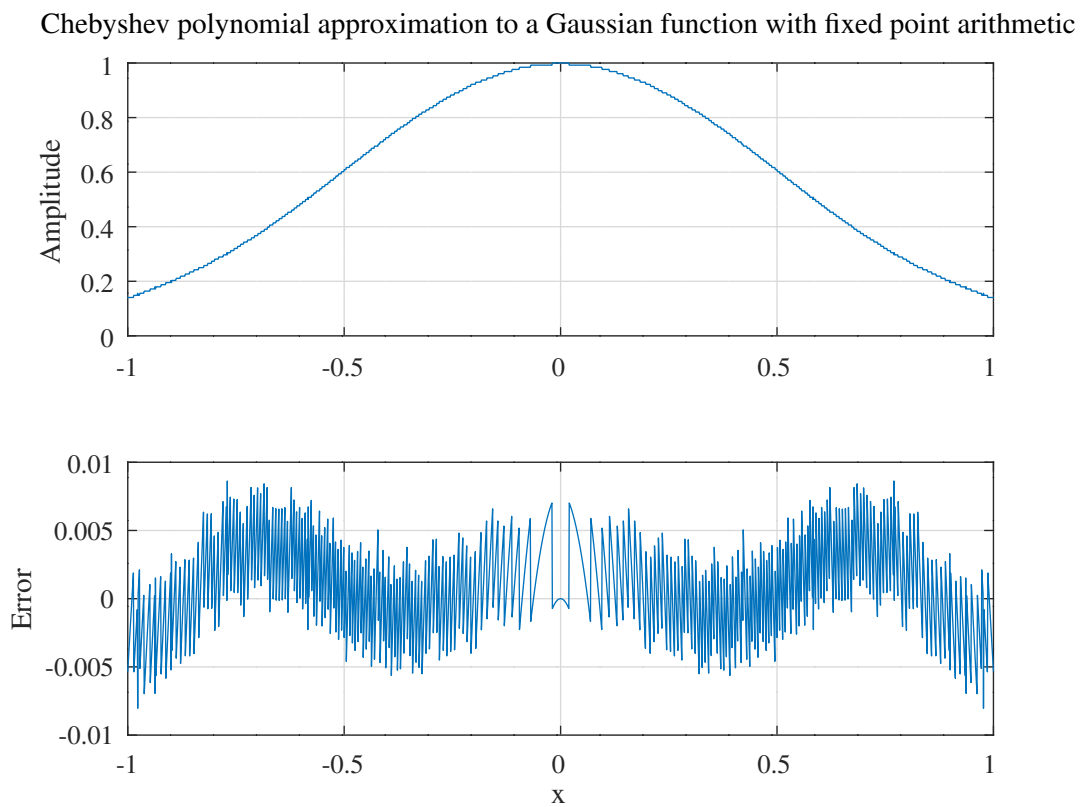 Chebyshev polynomial approximation to a Gaussian function with fixed point arithmetic
1
0.8
0.6
0.4
0.2
0
Amplitude
-1 -0.5 0 0.5 1
0.01
0.005
0
-0.005
-0.01
Error
-1 -0.5 0 0.5 1
x